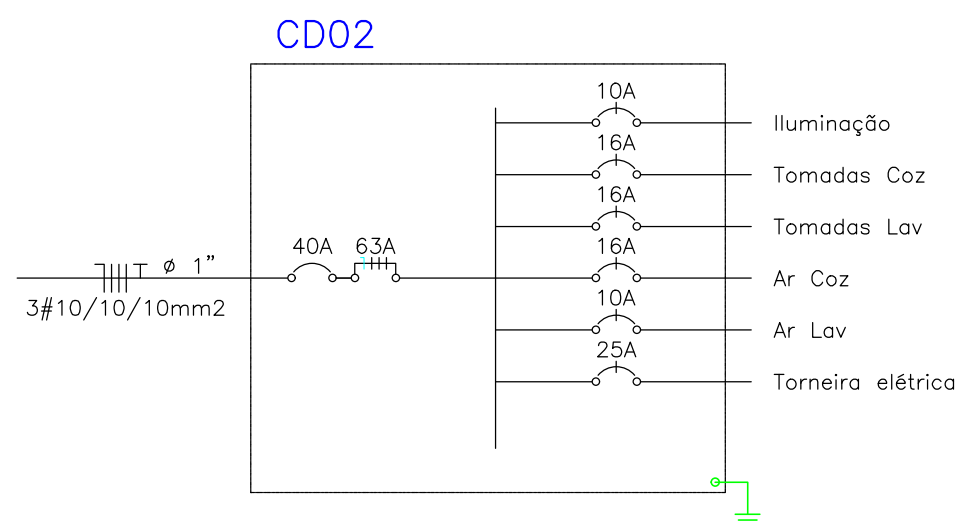 CD02
10A
Iluminação
16A
Tomadas Coz
16A
Tomadas Lav
40A 63A
16A
Ar Coz
ø 1"
3#10/10/10mm2
10A
Ar Lav
25A
Torneira elétrica